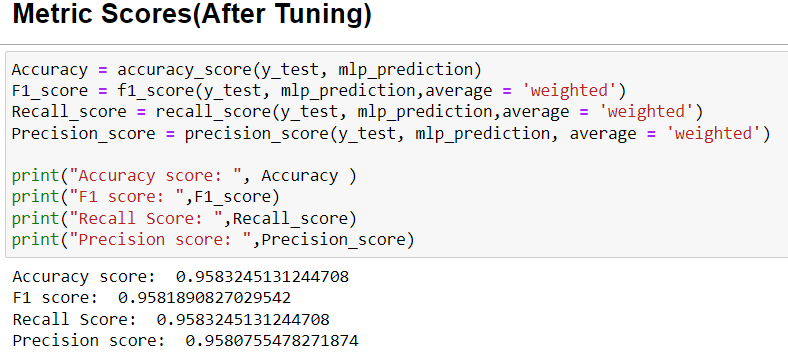 Metric Scores(After Tuning)
Accuracy = accuracy_score(y_test, mlp_prediction)
F1_score = f1_score(y_test, mlp_prediction,average = 'weighted')
Recall_score = recall_score(y_test, mlp_prediction,average = 'weighted')
Precision_score = precision_score(y_test, mlp_prediction, average = 'weighted')
print("Accuracy score: ", Accuracy )
print("F1 score: ",F1_score)
print("Recall Score: ",Recall_score)
print("Precision score: ",Precision_score)
Accuracy score:  0.9583245131244708
F1 score:  0.9581890827029542
Recall Score:  0.9583245131244708
Precision score:  0.9580755478271874